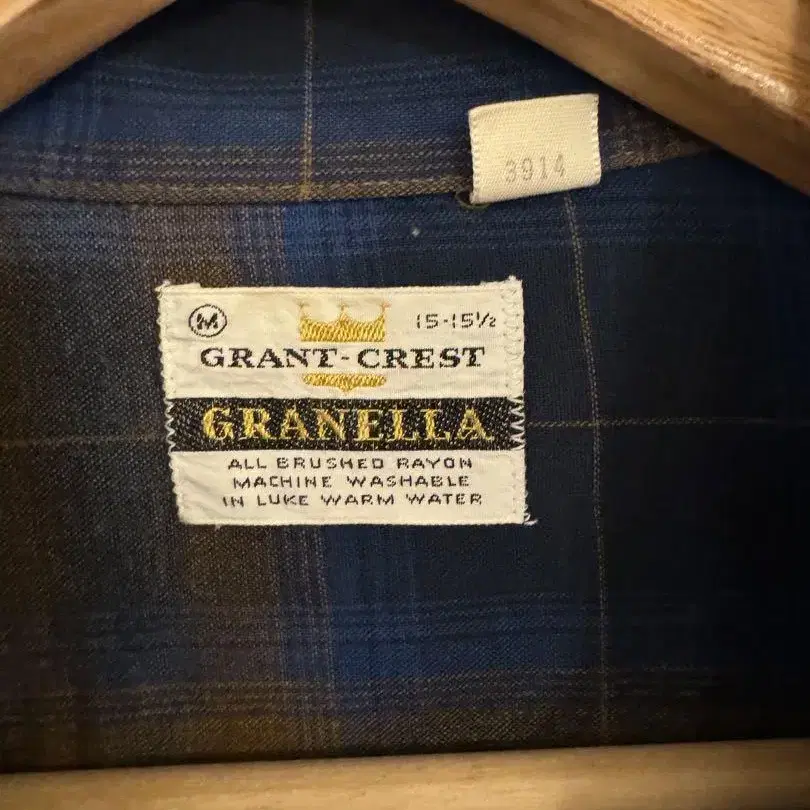 3914
M 15-15½
GRANT-CREST
GRANELLA
ALL BRUSHED RAYON
MACHINE WASHABLE
IN LUKE WARM WATER